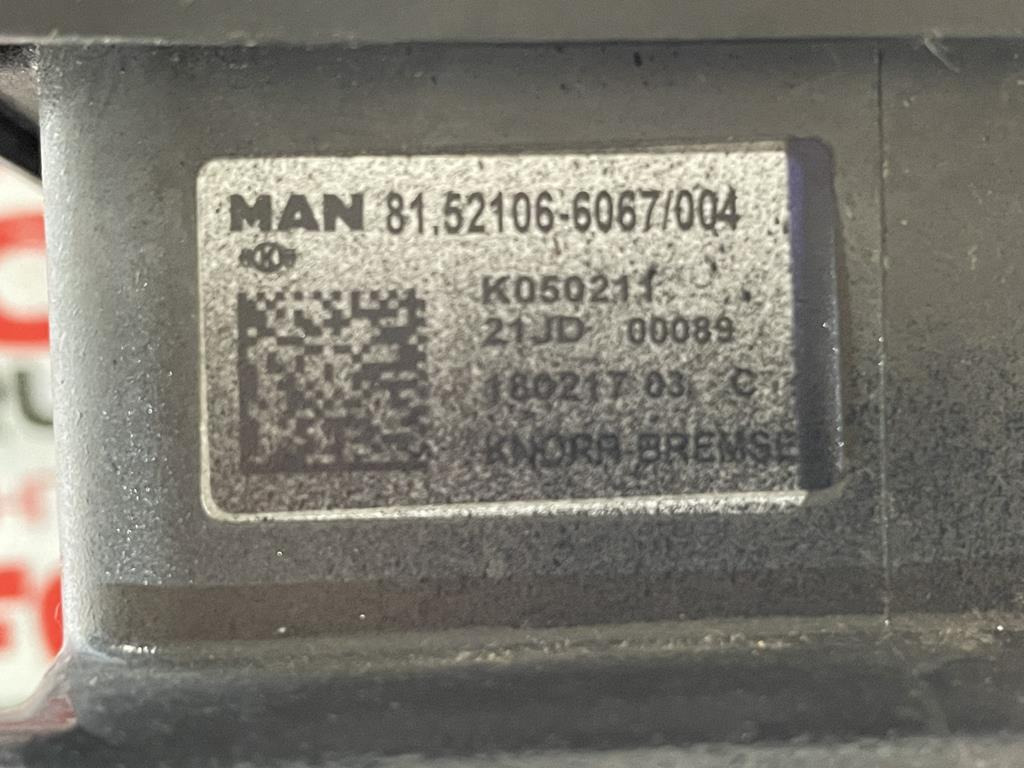 MAN 81.52106-6067/004
K
K050211
21JD 00089
180217 03 C
KNORR-BREMSE